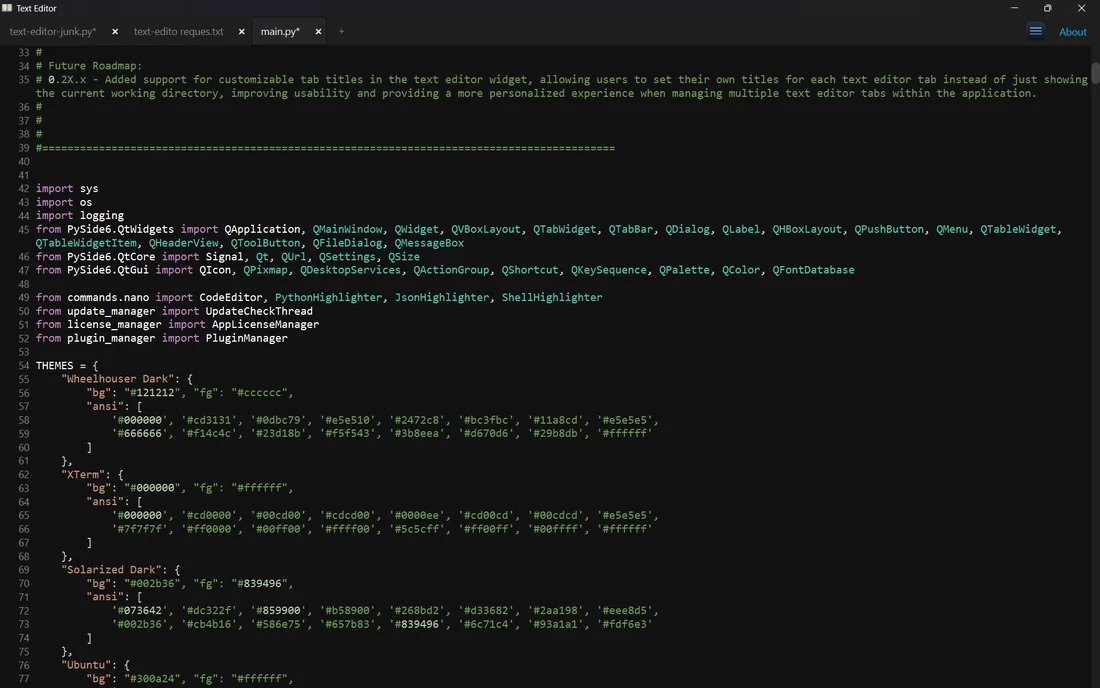 Text Editor
text-editor-junk.py* × text-edito reques.txt × main.py* × + About
33 #
34 # Future Roadmap:
35 # 0.2X.x - Added support for customizable tab titles in the text editor widget, allowing users to set their own titles for each text editor tab instead of just showing
the current working directory, improving usability and providing a more personalized experience when managing multiple text editor tabs within the application.
36 #
37 #
38 #
39 #===========================================================================================
40
41
42 import sys
43 import os
44 import logging
45 from PySide6.QtWidgets import QApplication, QMainWindow, QWidget, QVBoxLayout, QTabWidget, QTabBar, QDialog, QLabel, QHBoxLayout, QPushButton, QMenu, QTableWidget,
QTableWidgetItem, QHeaderView, QToolButton, QFileDialog, QMessageBox
46 from PySide6.QtCore import Signal, Qt, QUrl, QSettings, QSize
47 from PySide6.QtGui import QIcon, QPixmap, QDesktopServices, QActionGroup, QShortcut, QKeySequence, QPalette, QColor, QFontDatabase
48
49 from commands.nano import CodeEditor, PythonHighlighter, JsonHighlighter, ShellHighlighter
50 from update_manager import UpdateCheckThread
51 from license_manager import AppLicenseManager
52 from plugin_manager import PluginManager
53
54 THEMES = {
55 "Wheelhouser Dark": {
56 "bg": "#121212", "fg": "#cccccc",
57 "ansi": [
58 '#000000', '#cd3131', '#0dbc79', '#e5e510', '#2472c8', '#bc3fbc', '#11a8cd', '#e5e5e5',
59 '#666666', '#f14c4c', '#23d18b', '#f5f543', '#3b8eea', '#d670d6', '#29b8db', '#ffffff'
60 ]
61 },
62 "XTerm": {
63 "bg": "#000000", "fg": "#ffffff",
64 "ansi": [
65 '#000000', '#cd0000', '#00cd00', '#cdcd00', '#0000ee', '#cd00cd', '#00cdcd', '#e5e5e5',
66 '#7f7f7f', '#ff0000', '#00ff00', '#ffff00', '#5c5cff', '#ff00ff', '#00ffff', '#ffffff'
67 ]
68 },
69 "Solarized Dark": {
70 "bg": "#002b36", "fg": "#839496",
71 "ansi": [
72 '#073642', '#dc322f', '#859900', '#b58900', '#268bd2', '#d33682', '#2aa198', '#eee8d5',
73 '#002b36', '#cb4b16', '#586e75', '#657b83', '#839496', '#6c71c4', '#93a1a1', '#fdf6e3'
74 ]
75 },
76 "Ubuntu": {
77 "bg": "#300a24", "fg": "#ffffff",